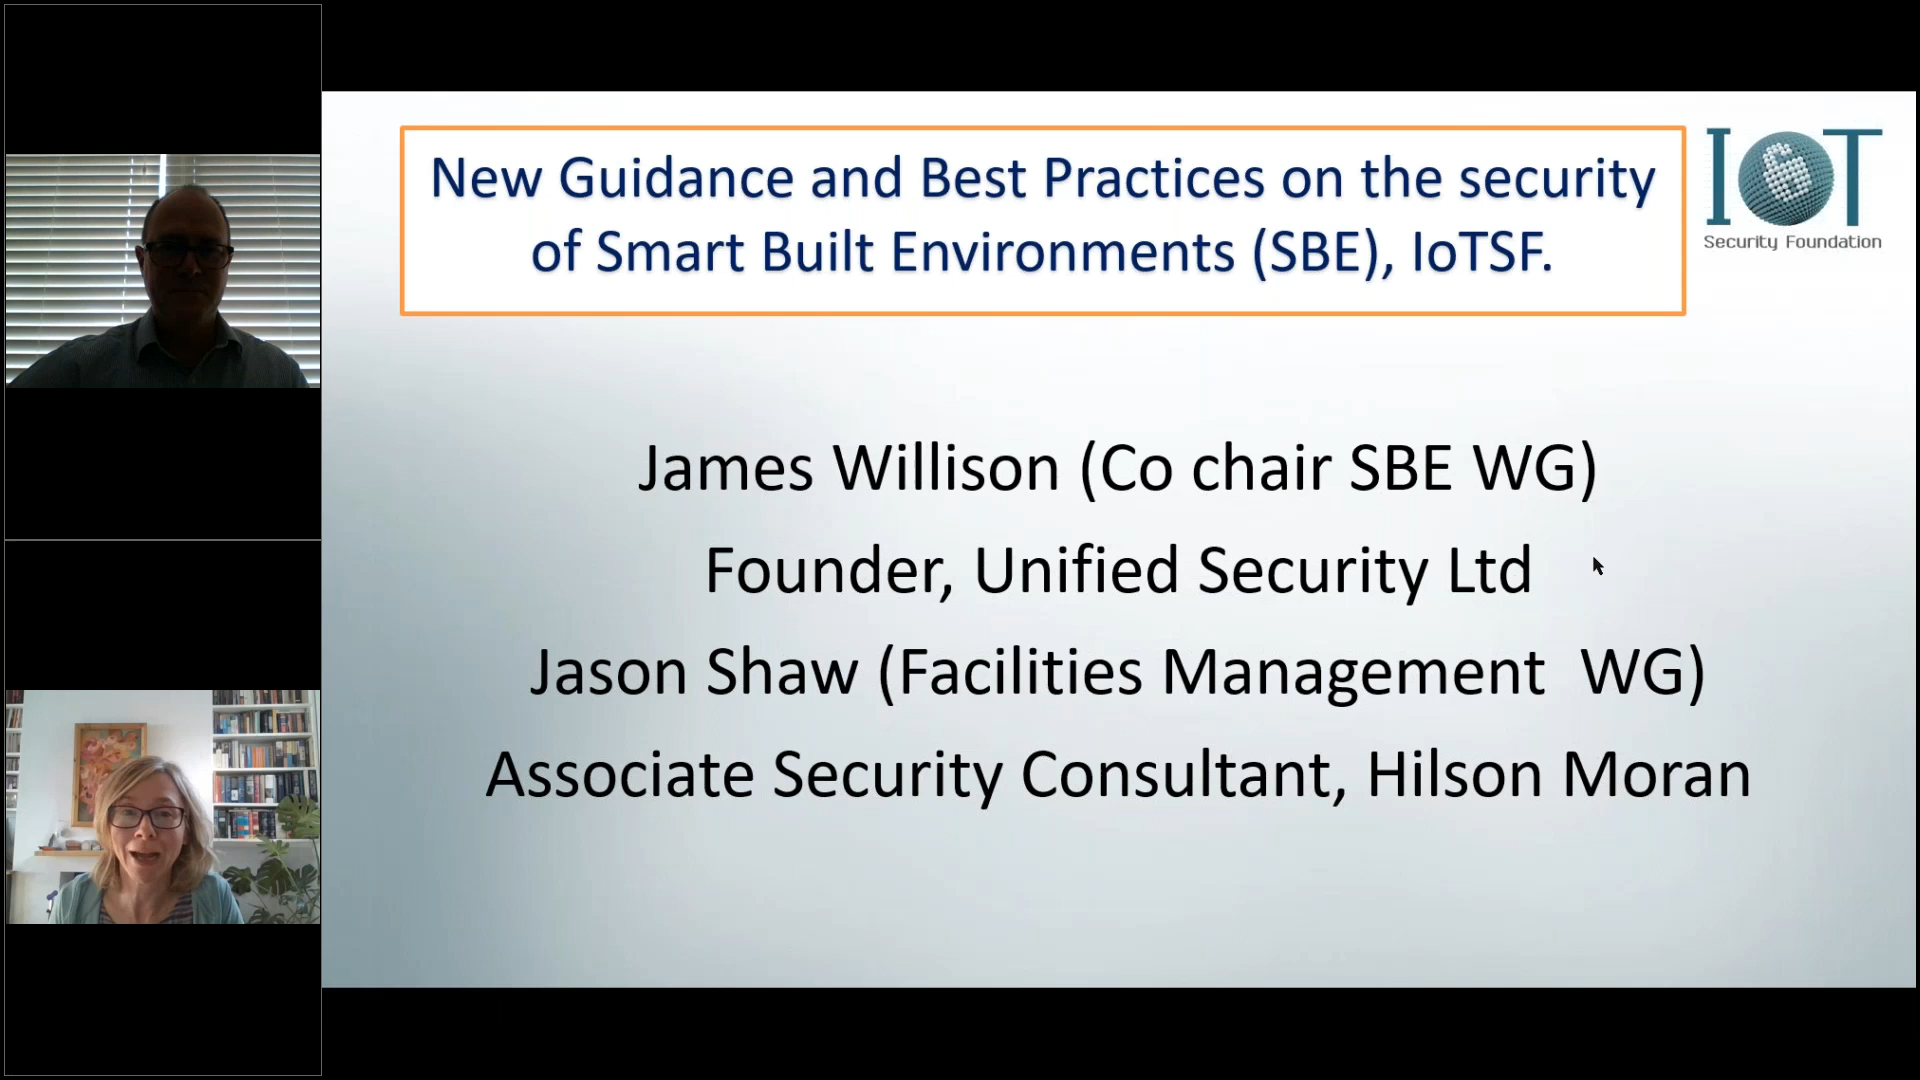 New Guidance and Best Practices on the security
of Smart Built Environments (SBE), IoTSF.
IOT
Security Foundation
James Willison (Co chair SBE WG)
Founder, Unified Security Ltd
Jason Shaw (Facilities Management  WG)
Associate Security Consultant, Hilson Moran